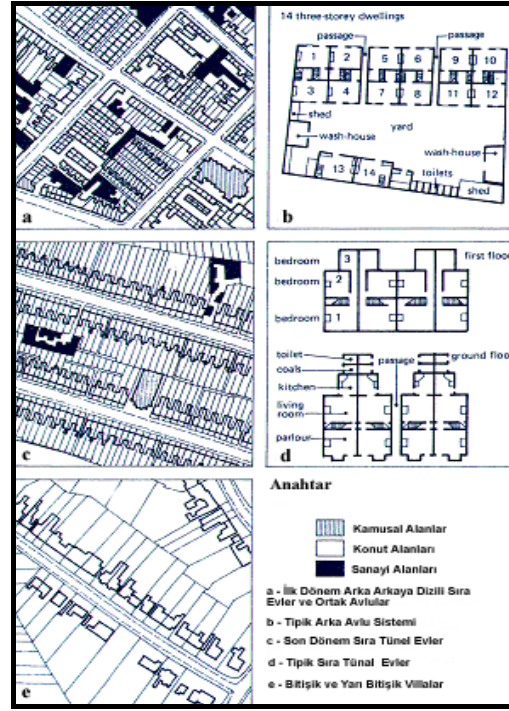 14 three-storey dwellings
passage
passage
1
2
5
6
9
10
3
4
7
8
11
12
shed
yard
wash-house
wash-house
13
14
toilets
shed
a
b
bedroom
3
first floor
bedroom
2
bedroom
1
toilet
passage
ground floo
coals
kitchen
living
room
parlour
c
d
Anahtar
Kamusal Alanlar
Konut Alanları
Sanayi Alanları
a - İlk Dönem Arka Arkaya Dizili Sıra
Evler ve Ortak Avlular
b - Tipik Arka Avlu Sistemi
c - Son Dönem Sıra Tünel Evler
d - Tipik Sıra Tünal Evler
e - Bitişik ve Yarı Bitişik Villalar
e